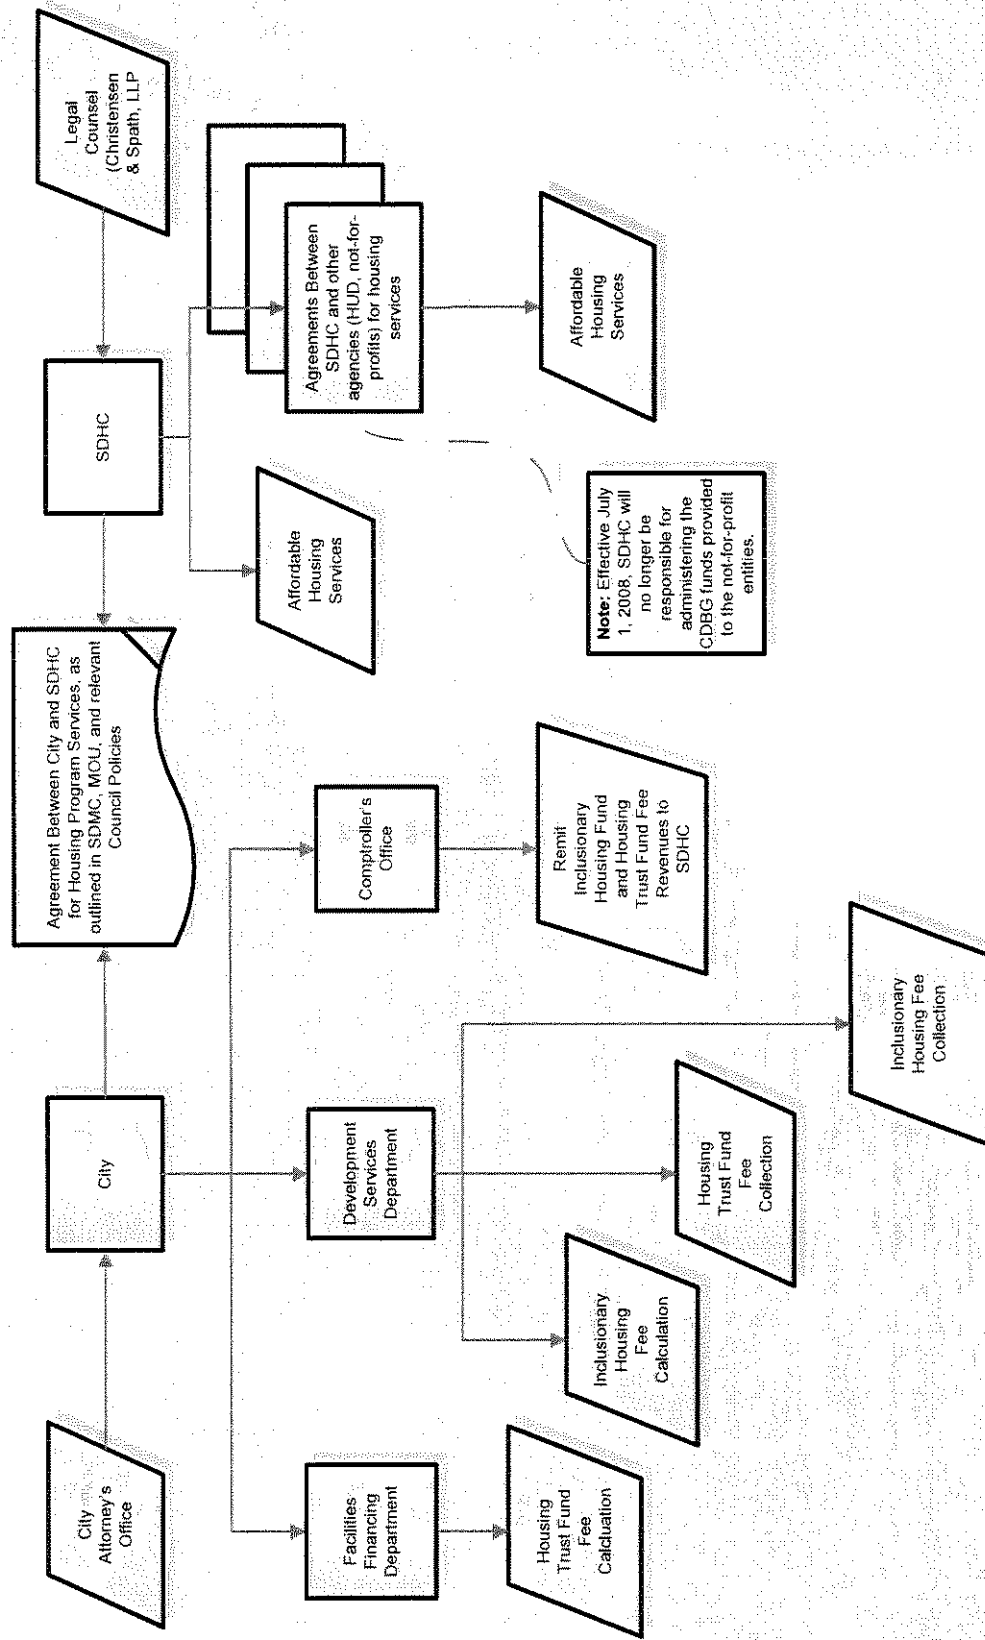 City
Attorney's
Office
City
Agreement Between City and SDHC
for Housing Program Services, as
outlined in SDMC, MOU, and relevant
Council Policies
SDHC
Legal
Counsel
(Christensen
& Spath, LLP
Facilities
Financing
Department
Development
Services
Department
Comptroller's
Office
Affordable
Housing
Services
Agreements Between
SDHC and other
agencies (HUD, not-for-
profits) for housing
services
Housing
Trust Fund
Fee
Calcluation
Inclusionary
Housing
Fee
Calculation
Housing
Trust Fund
Fee
Collection
Inclusionary
Housing Fee
Collection
Remit
Inclusionary
Housing Fund
and Housing
Trust Fund Fee
Revenues to
SDHC
Note: Effective July
1, 2008, SDHC will
no longer be
responsible for
administering the
CDBG funds provided
to the not-for-profit
entities.
Affordable
Housing
Services